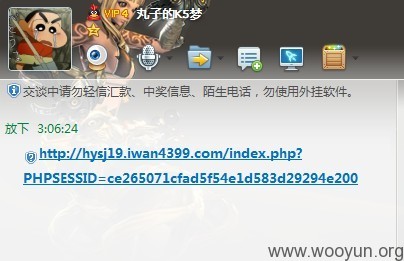 VIP 4 丸子的K5梦
交谈中请勿轻信汇款、中奖信息、陌生电话，勿使用外挂软件。
放下 3:06:24
http://hysj19.iwan4399.com/index.php?
PHPSESSID=ce265071cfad5f54e1d583d29294e200
www.wooyun.org